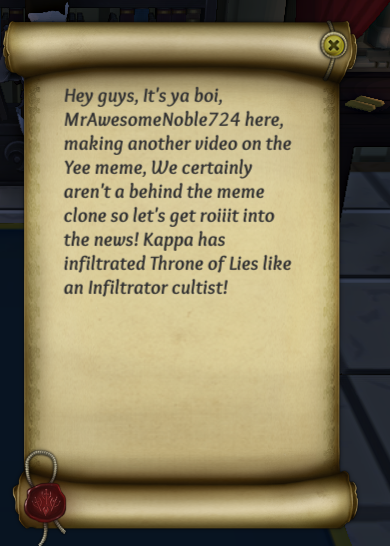 Hey guys, It's ya boi,
MrAwesomeNoble724 here,
making another video on the
Yee meme, We certainly
aren't a behind the meme
clone so let's get roiiit into
the news! Kappa has
infiltrated Throne of Lies like
an Infiltrator cultist!